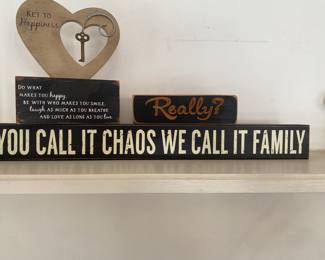 KEY TO
Happiness
DO WHAT
MAKES YOU happy,
BE WITH WHO MAKES YOU SMILE,
laugh AS MUCH AS YOU BREATHE
AND LOVE AS LONG AS YOU live
Really?
YOU CALL IT CHAOS WE CALL IT FAMILY